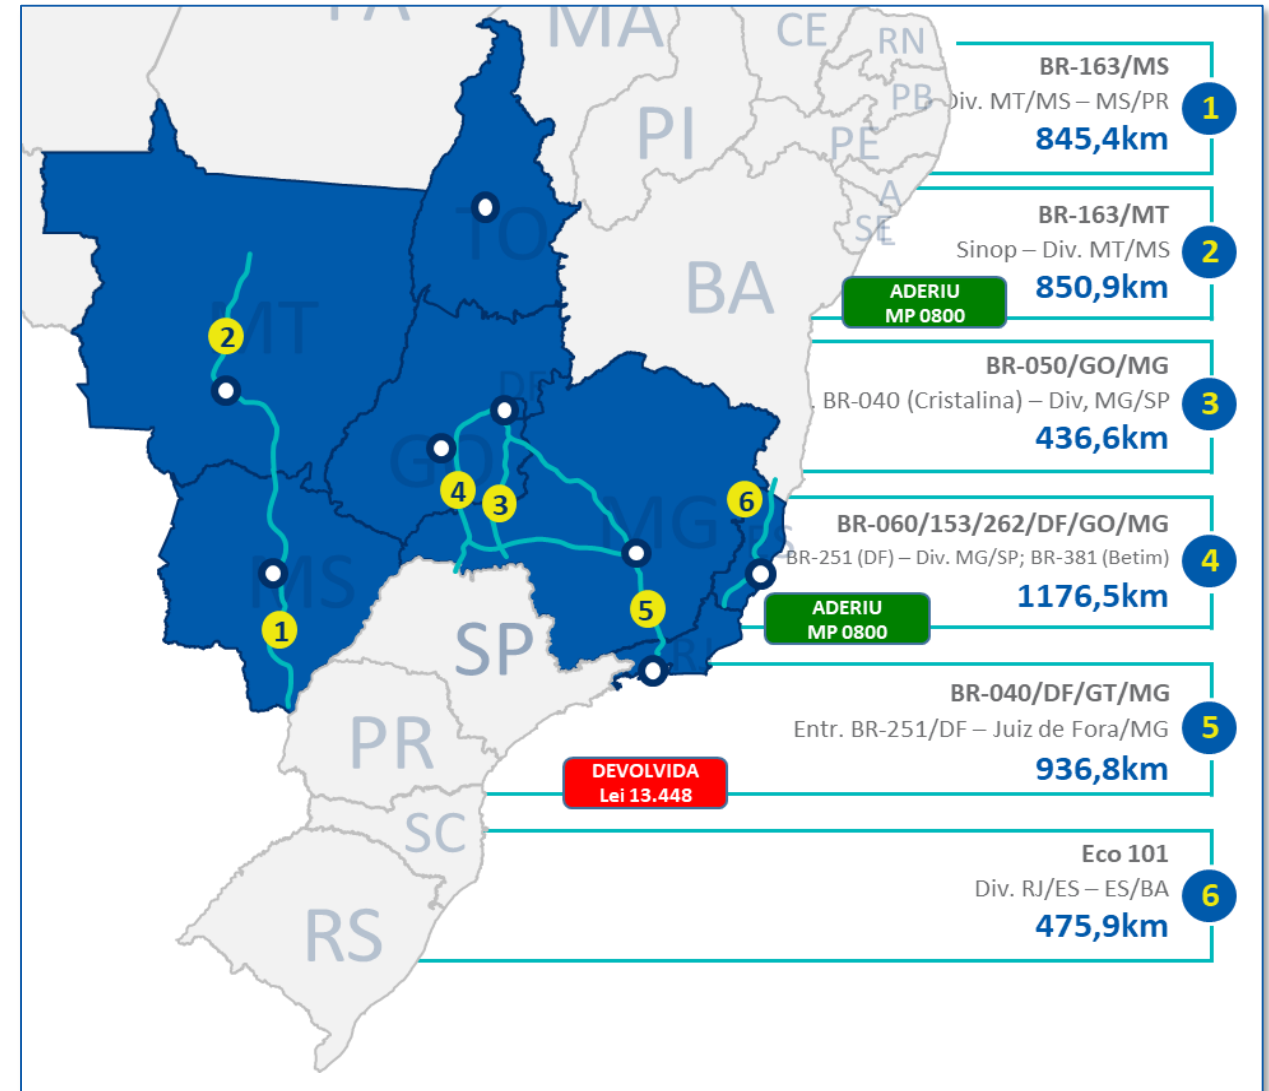 PA
MA
CE
RN
PB
PI
PE
A
SE
TO
BA
MT
DF
GO
MG
ES
MS
SP
RJ
PR
SC
RS
2
4
3
6
1
5
BR-163/MS
Div. MT/MS – MS/PR
845,4km
1
BR-163/MT
Sinop – Div. MT/MS
850,9km
2
ADERIU
MP 0800
BR-050/GO/MG
BR-040 (Cristalina) – Div, MG/SP
436,6km
3
BR-060/153/262/DF/GO/MG
BR-251 (DF) – Div. MG/SP; BR-381 (Betim)
1176,5km
4
ADERIU
MP 0800
BR-040/DF/GT/MG
Entr. BR-251/DF – Juiz de Fora/MG
936,8km
5
DEVOLVIDA
Lei 13.448
Eco 101
Div. RJ/ES – ES/BA
475,9km
6